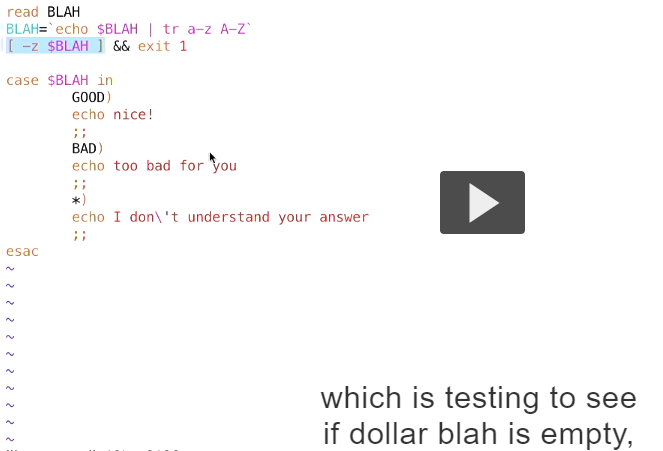 read BLAH
BLAH=`echo $BLAH | tr a-z A-Z`
[ -z $BLAH ] && exit 1
case $BLAH in
GOOD)
echo nice!
;;
BAD)
echo too bad for you
;;
*)
echo I don\'t understand your answer
;;
esac
~
~
~
~
~
~
~
~
~
~
~
which is testing to see
if dollar blah is empty,